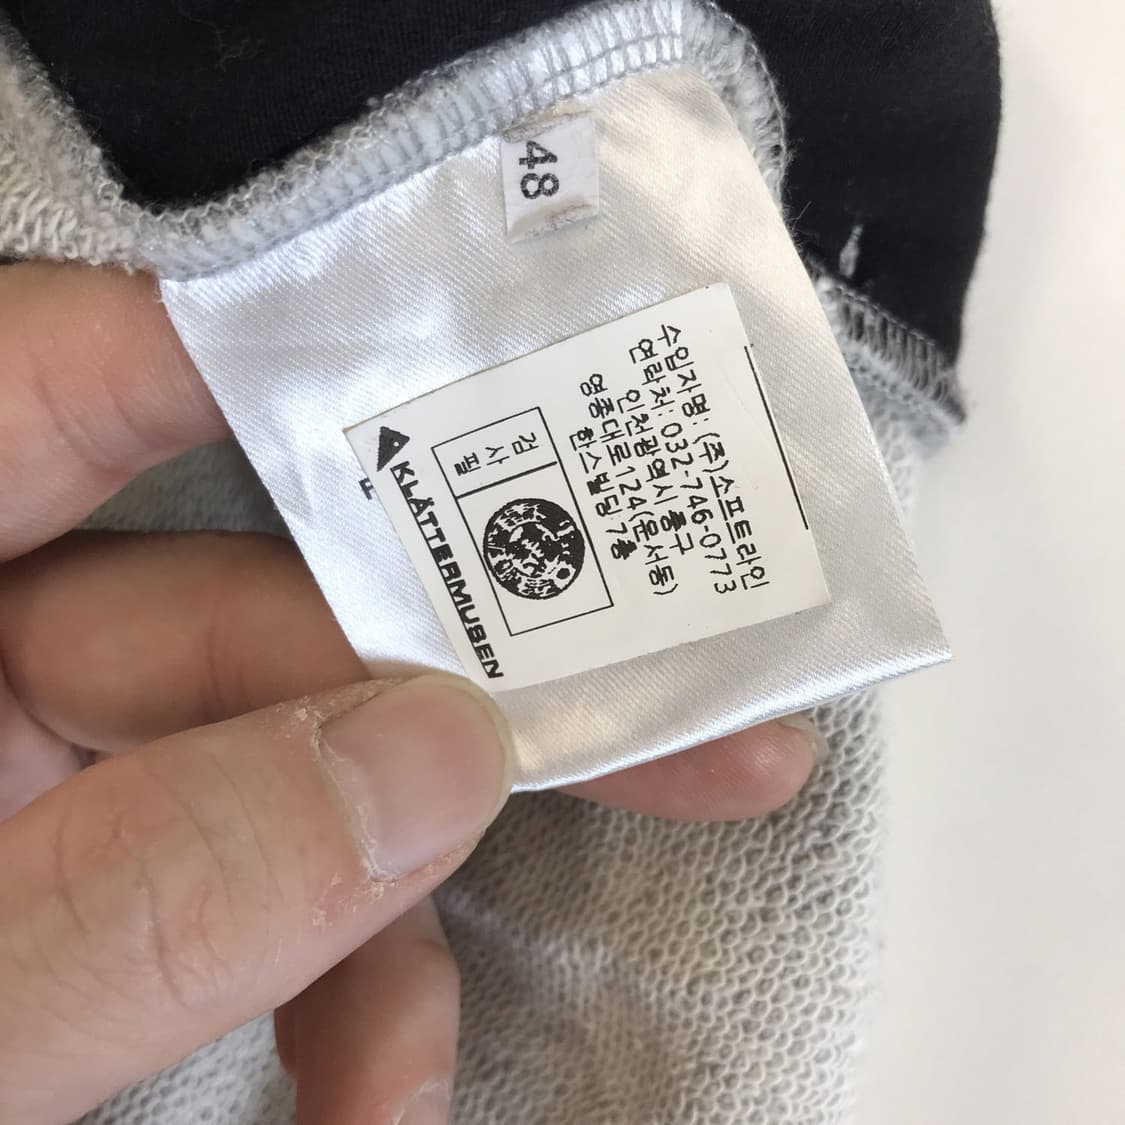 48
수입자명: (주)소프트라인
연락처: 032-746-0773
인천광역시 중구
영종대로124(운서동)
한스빌딩7층
검사필
KLÄTTERMUSEN